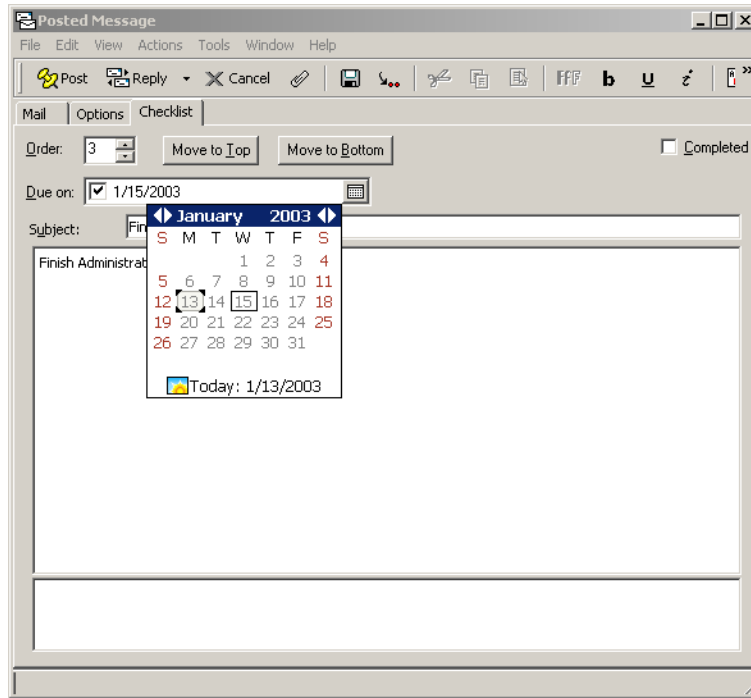 Posted Message
File Edit View Actions Tools Window Help
Post Reply Cancel FfF b u i »
Mail Options Checklist
Order: 3 Move to Top Move to Bottom Completed
Due on: 1/15/2003
January 2003
Subject: Fin
S M T W T F S
Finish Administrat
1 2 3 4
5 6 7 8 9 10 11
12 13 14 15 16 17 18
19 20 21 22 23 24 25
26 27 28 29 30 31
Today: 1/13/2003